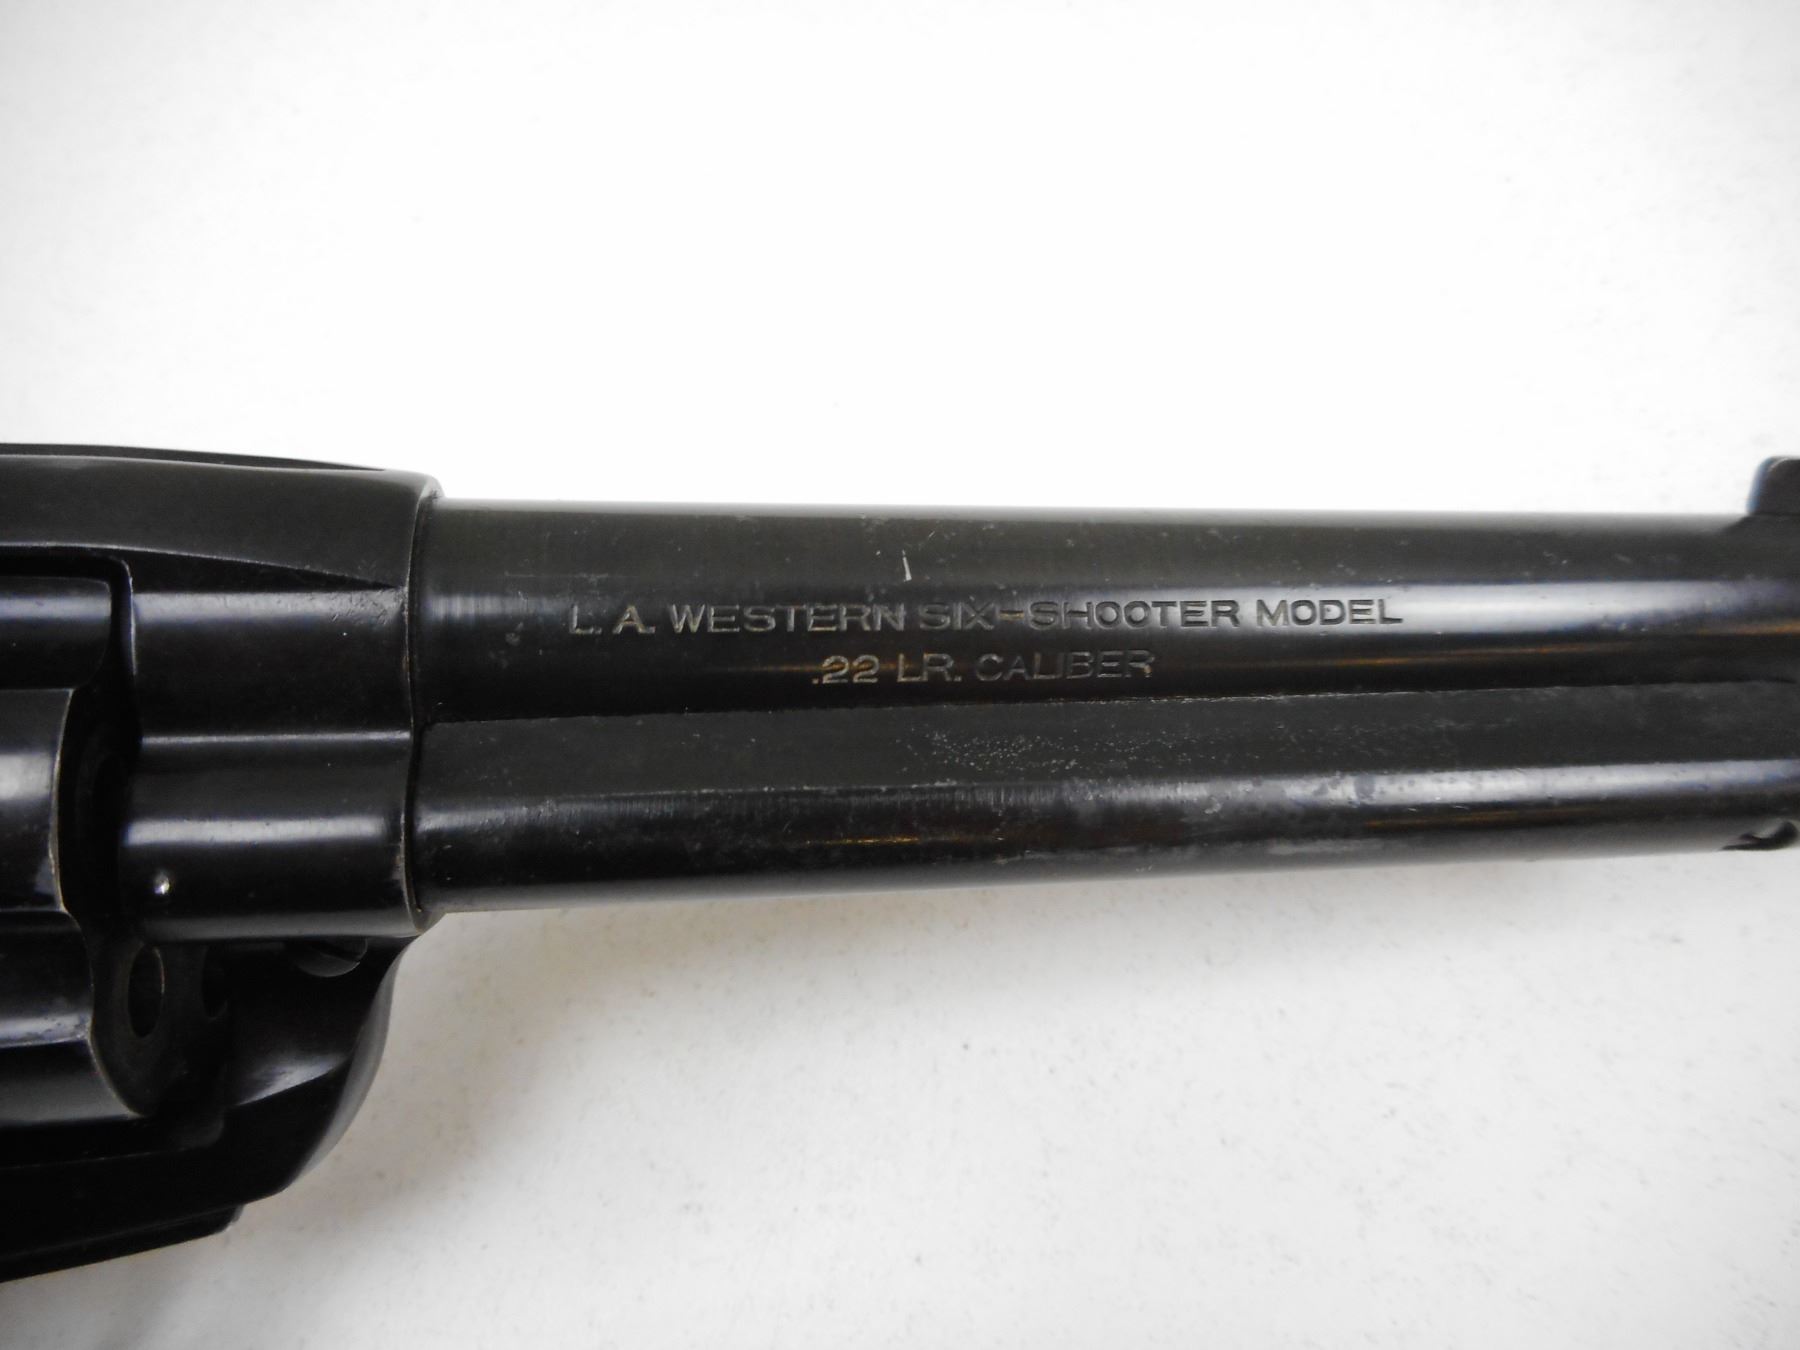 L. A. WESTERN SIX-SHOOTER MODEL
.22 LR. CALIBER